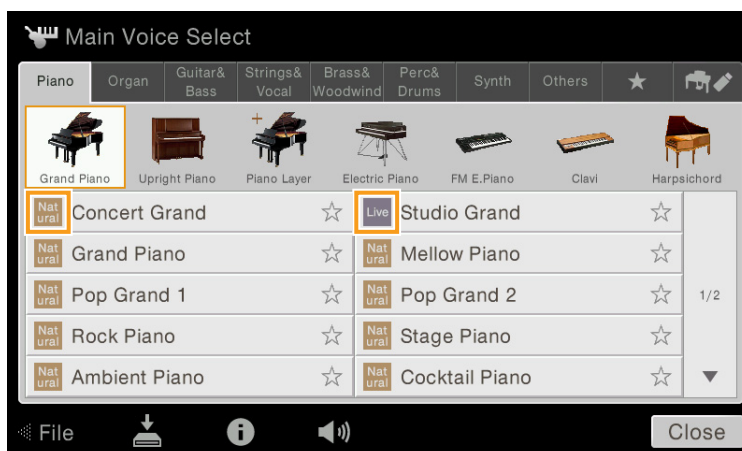 Main Voice Select
Piano
Organ
Guitar&
Bass
Strings&
Vocal
Brass&
Woodwind
Perc&
Drums
Synth
Others
Grand Piano
Upright Piano
Piano Layer
Electric Piano
FM E.Piano
Clavi
Harpsichord
Nat
ural
Concert Grand
Live
Studio Grand
Nat
ural
Grand Piano
Nat
ural
Mellow Piano
Nat
ural
Pop Grand 1
Nat
ural
Pop Grand 2
1/2
Nat
ural
Rock Piano
Nat
ural
Stage Piano
Nat
ural
Ambient Piano
Nat
ural
Cocktail Piano
File
Close